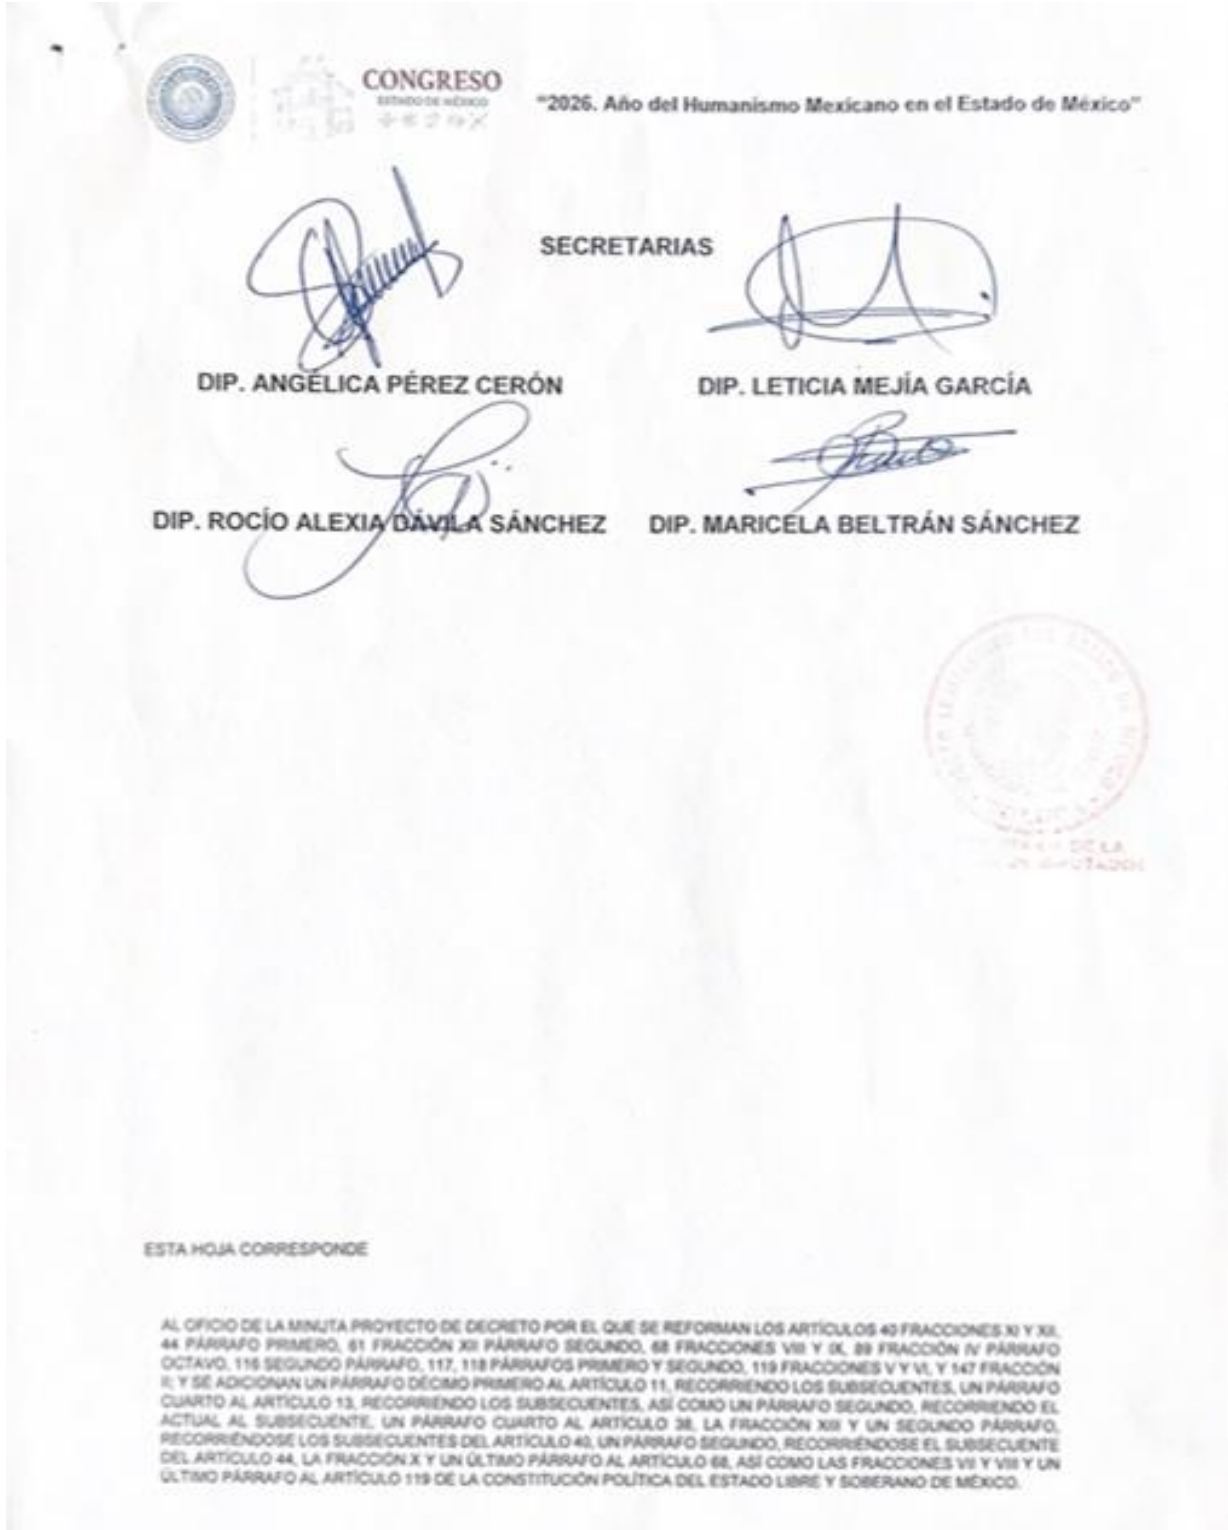 CONGRESO
ESTADO DE MÉXICO
"2026. Año del Humanismo Mexicano en el Estado de México"
SECRETARIAS
DIP. ANGÉLICA PÉREZ CERÓN
DIP. LETICIA MEJÍA GARCÍA
DIP. ROCÍO ALEXIA DÁVILA SÁNCHEZ
DIP. MARICELA BELTRÁN SÁNCHEZ
DE LA
ESTA HOJA CORRESPONDE
AL OFICIO DE LA MINUTA PROYECTO DE DECRETO POR EL QUE SE REFORMAN LOS ARTÍCULOS 40 FRACCIONES XI Y XII,
44 PÁRRAFO PRIMERO, 61 FRACCIÓN XII PÁRRAFO SEGUNDO, 68 FRACCIONES VIII Y IX, 89 FRACCIÓN IV PÁRRAFO
OCTAVO, 116 SEGUNDO PÁRRAFO, 117, 118 PÁRRAFOS PRIMERO Y SEGUNDO, 119 FRACCIONES V Y VI, Y 147 FRACCIÓN
II; Y SE ADICIONAN UN PÁRRAFO DÉCIMO PRIMERO AL ARTÍCULO 11, RECORRIENDO LOS SUBSECUENTES, UN PÁRRAFO
CUARTO AL ARTÍCULO 13, RECORRIENDO LOS SUBSECUENTES, ASÍ COMO UN PÁRRAFO SEGUNDO, RECORRIENDO EL
ACTUAL AL SUBSECUENTE, UN PÁRRAFO CUARTO AL ARTÍCULO 38, LA FRACCIÓN XIII Y UN SEGUNDO PÁRRAFO,
RECORRIÉNDOSE LOS SUBSECUENTES DEL ARTÍCULO 40, UN PÁRRAFO SEGUNDO, RECORRIÉNDOSE EL SUBSECUENTE
DEL ARTÍCULO 44, LA FRACCIÓN X Y UN ÚLTIMO PÁRRAFO AL ARTÍCULO 68, ASÍ COMO LAS FRACCIONES VII Y VIII Y UN
ÚLTIMO PÁRRAFO AL ARTÍCULO 119 DE LA CONSTITUCIÓN POLÍTICA DEL ESTADO LIBRE Y SOBERANO DE MÉXICO.